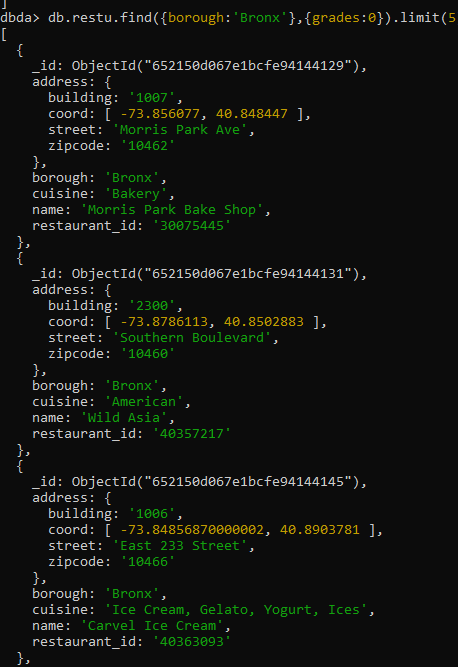 ]
dbda> db.restu.find({borough:'Bronx'},{grades:0}).limit(5
[
  {
    _id: ObjectId("652150d067e1bcfe94144129"),
    address: {
      building: '1007',
      coord: [ -73.856077, 40.848447 ],
      street: 'Morris Park Ave',
      zipcode: '10462'
    },
    borough: 'Bronx',
    cuisine: 'Bakery',
    name: 'Morris Park Bake Shop',
    restaurant_id: '30075445'
  },
  {
    _id: ObjectId("652150d067e1bcfe94144131"),
    address: {
      building: '2300',
      coord: [ -73.8786113, 40.8502883 ],
      street: 'Southern Boulevard',
      zipcode: '10460'
    },
    borough: 'Bronx',
    cuisine: 'American',
    name: 'Wild Asia',
    restaurant_id: '40357217'
  },
  {
    _id: ObjectId("652150d067e1bcfe94144145"),
    address: {
      building: '1006',
      coord: [ -73.84856870000002, 40.8903781 ],
      street: 'East 233 Street',
      zipcode: '10466'
    },
    borough: 'Bronx',
    cuisine: 'Ice Cream, Gelato, Yogurt, Ices',
    name: 'Carvel Ice Cream',
    restaurant_id: '40363093'
  },